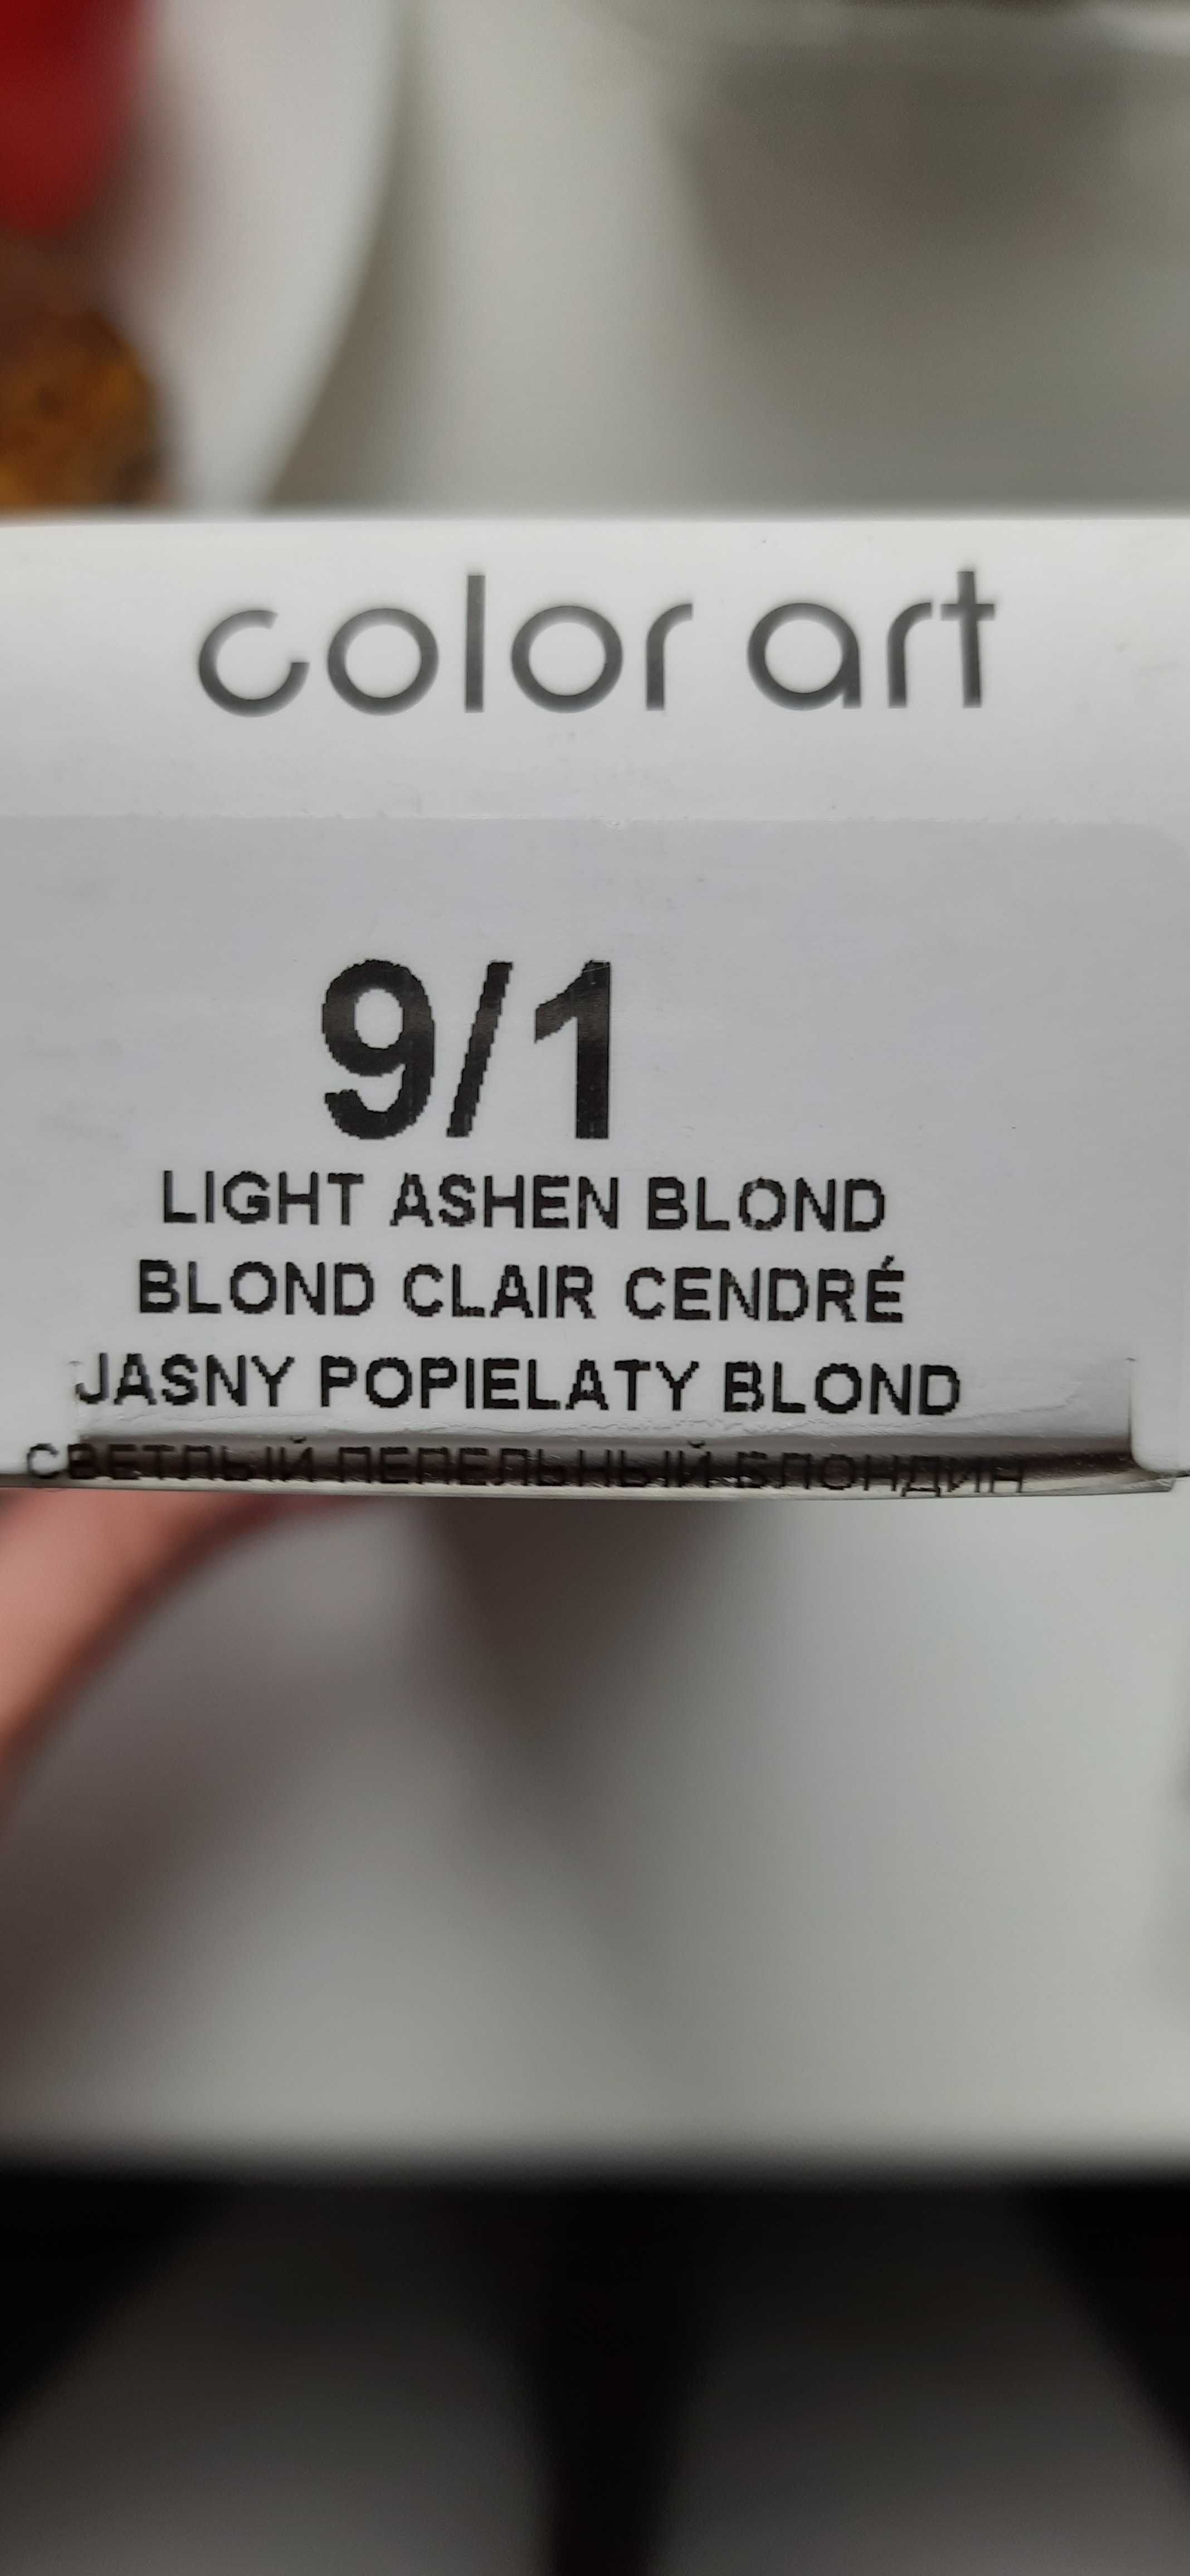 color art
9/1
LIGHT ASHEN BLOND
BLOND CLAIR CENDRÉ
JASNY POPIELATY BLOND
СВЕТЛЫЙ ПЕПЕЛЬНЫЙ БЛОНДИН